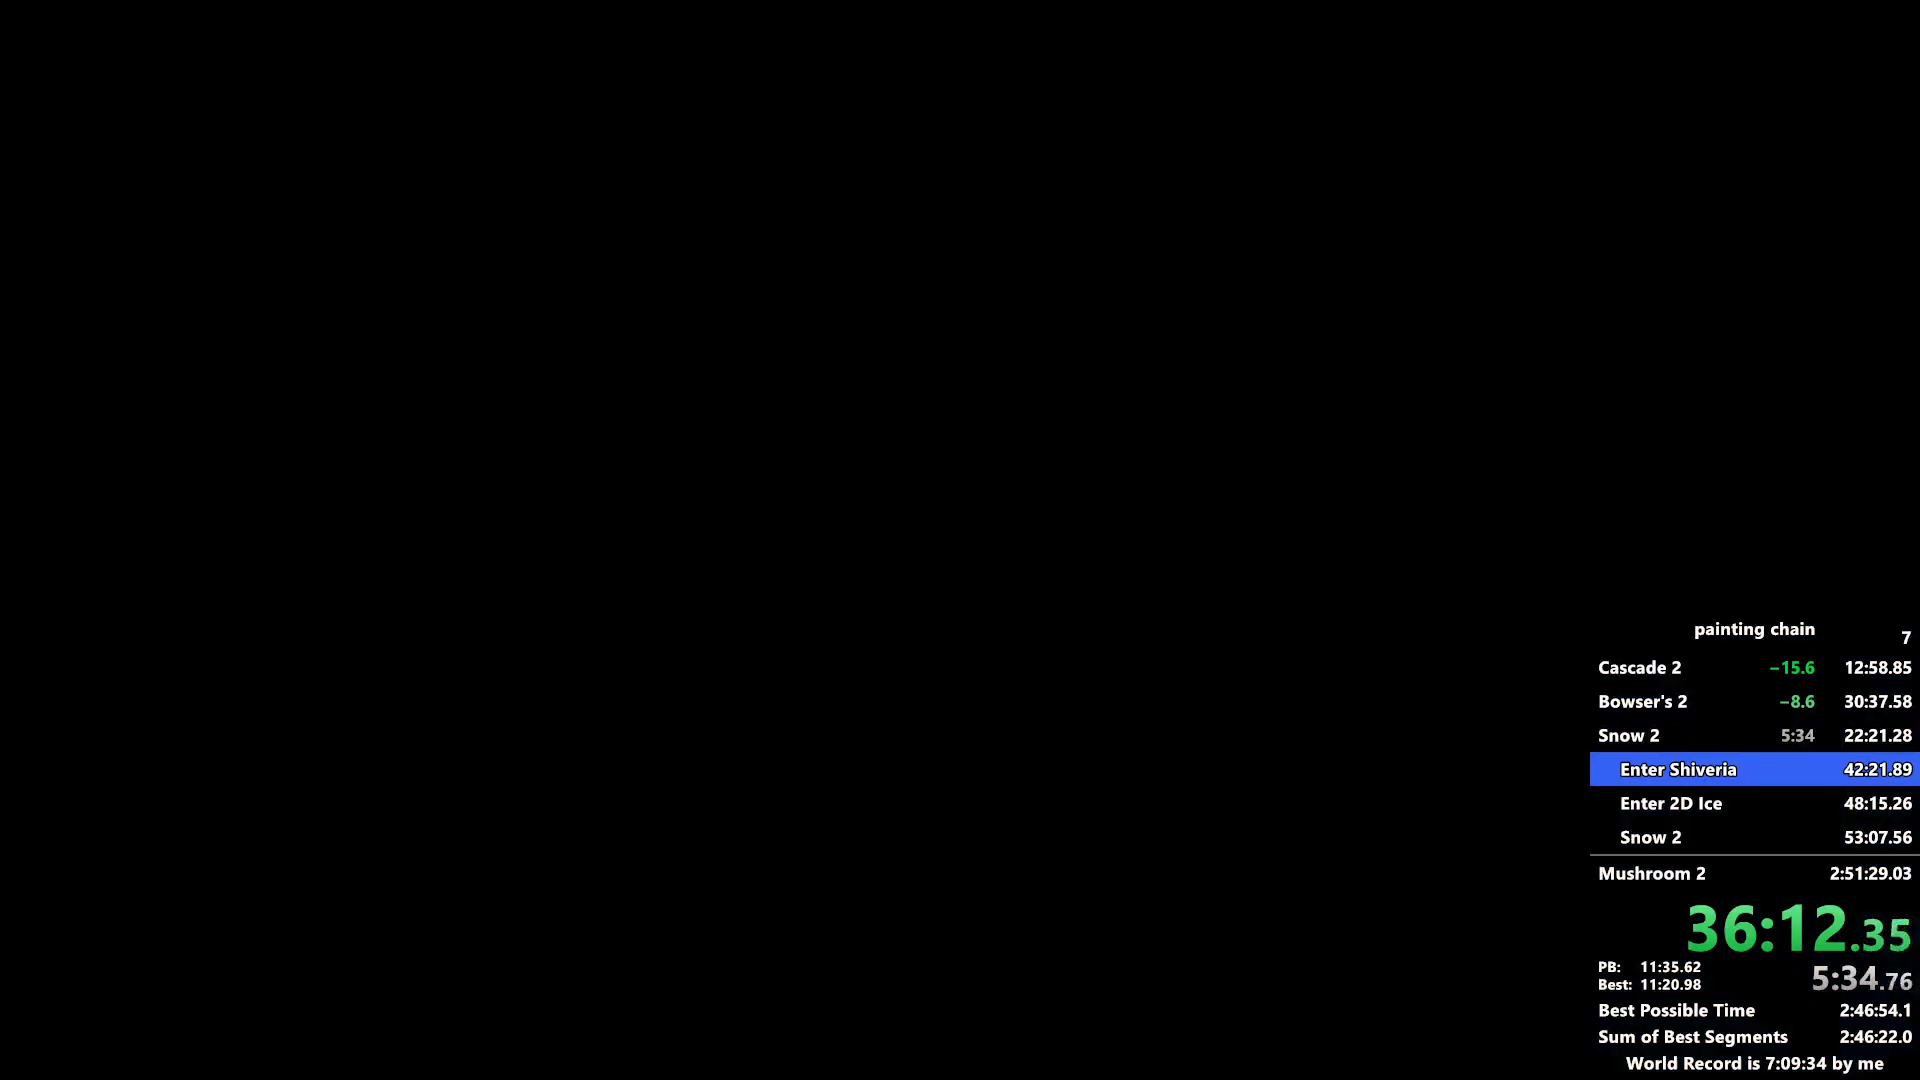 painting chain
7
Cascade 2 −15.6 12:58.85
Bowser's 2 −8.6 30:37.58
Snow 2 5:34 22:21.28
Enter Shiveria 42:21.89
Enter 2D Ice 48:15.26
Snow 2 53:07.56
Mushroom 2 2:51:29.03
36:12.35
PB: 11:35.62
Best: 11:20.98
5:34.76
Best Possible Time 2:46:54.1
Sum of Best Segments 2:46:22.0
World Record is 7:09:34 by me